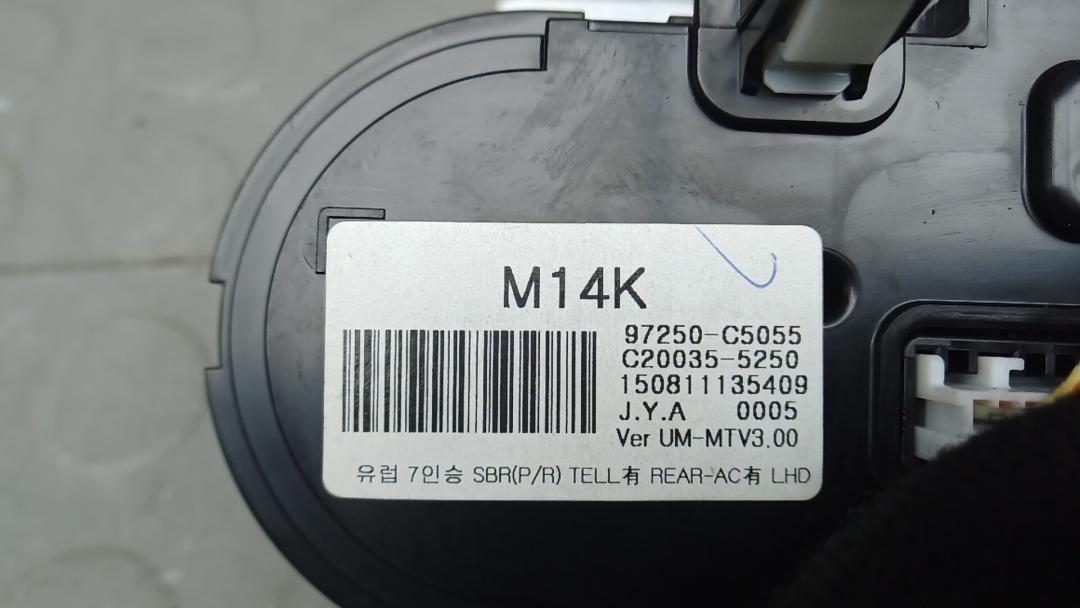 M14K
97250-C5055
C20035-5250
150811135409
J.Y.A 0005
Ver UM-MTV3.00
유럽 7인승 SBR(P/R) TELL有 REAR-AC有 LHD